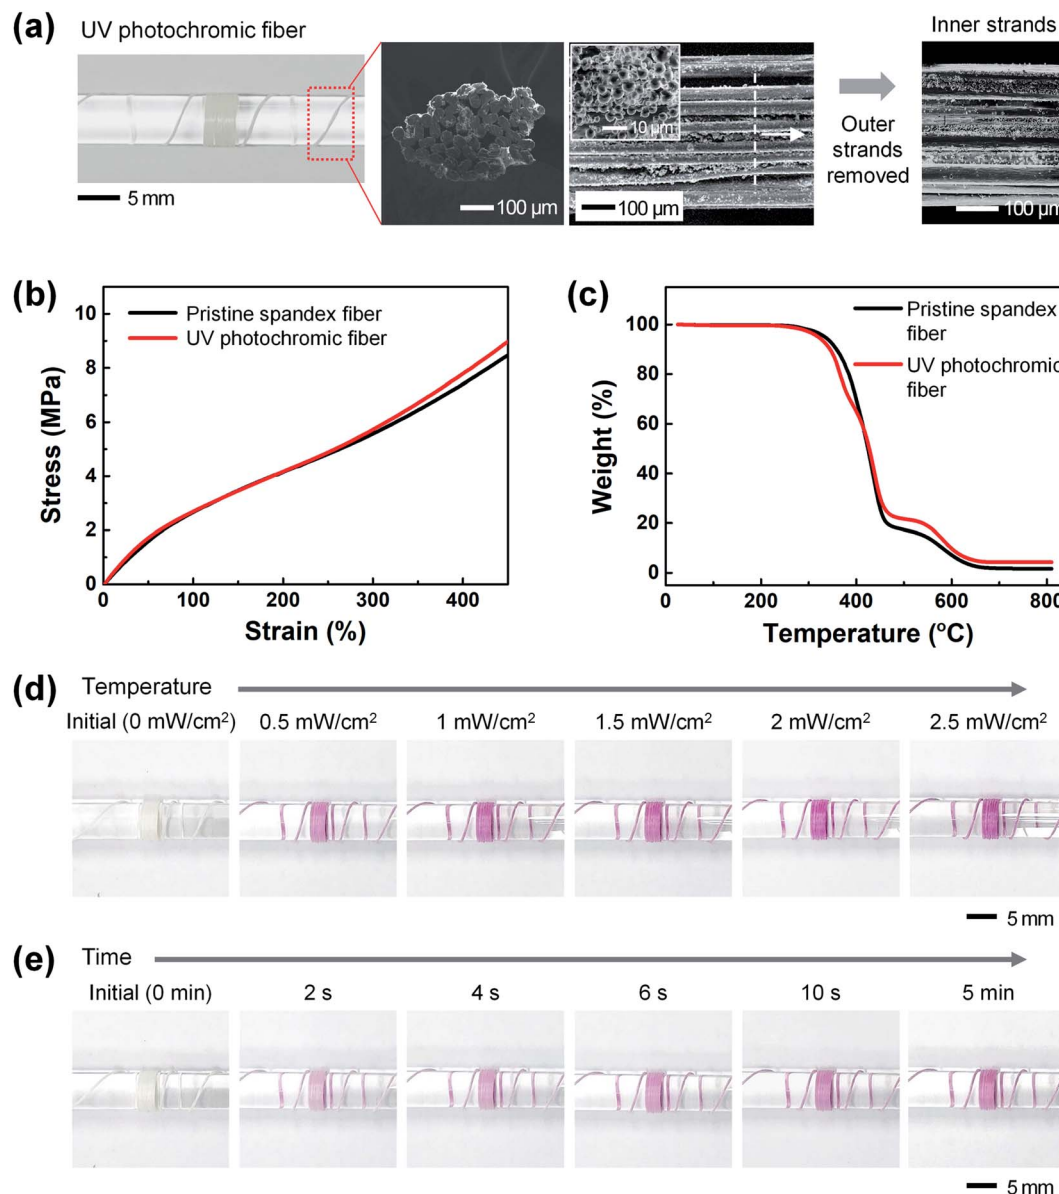 (a) UV photochromic fiber
5 mm
100 μm
10 μm
100 μm
Outer
strands
removed
Inner strands
100 μm
(b)
Pristine spandex fiber
UV photochromic fiber
Stress (MPa)
10
8
6
4
2
0
0 100 200 300 400
Strain (%)
(c)
Pristine spandex
fiber
UV photochromic
fiber
Weight (%)
100
80
60
40
20
0
0 200 400 600 800
Temperature (°C)
(d) Temperature
Initial (0 mW/cm²) 0.5 mW/cm² 1 mW/cm² 1.5 mW/cm² 2 mW/cm² 2.5 mW/cm²
5 mm
(e) Time
Initial (0 min) 2 s 4 s 6 s 10 s 5 min
5 mm